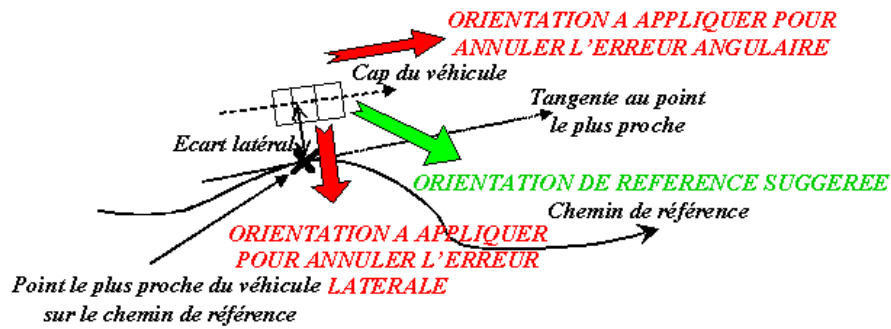 ORIENTATION A APPLIQUER POUR
ANNULER L'ERREUR ANGULAIRE
Cap du véhicule
Tangente au point
le plus proche
Ecart latéral
ORIENTATION DE REFERENCE SUGGEREE
Chemin de référence
ORIENTATION A APPLIQUER
POUR ANNULER L'ERREUR
Point le plus proche du véhicule LATERALE
sur le chemin de référence